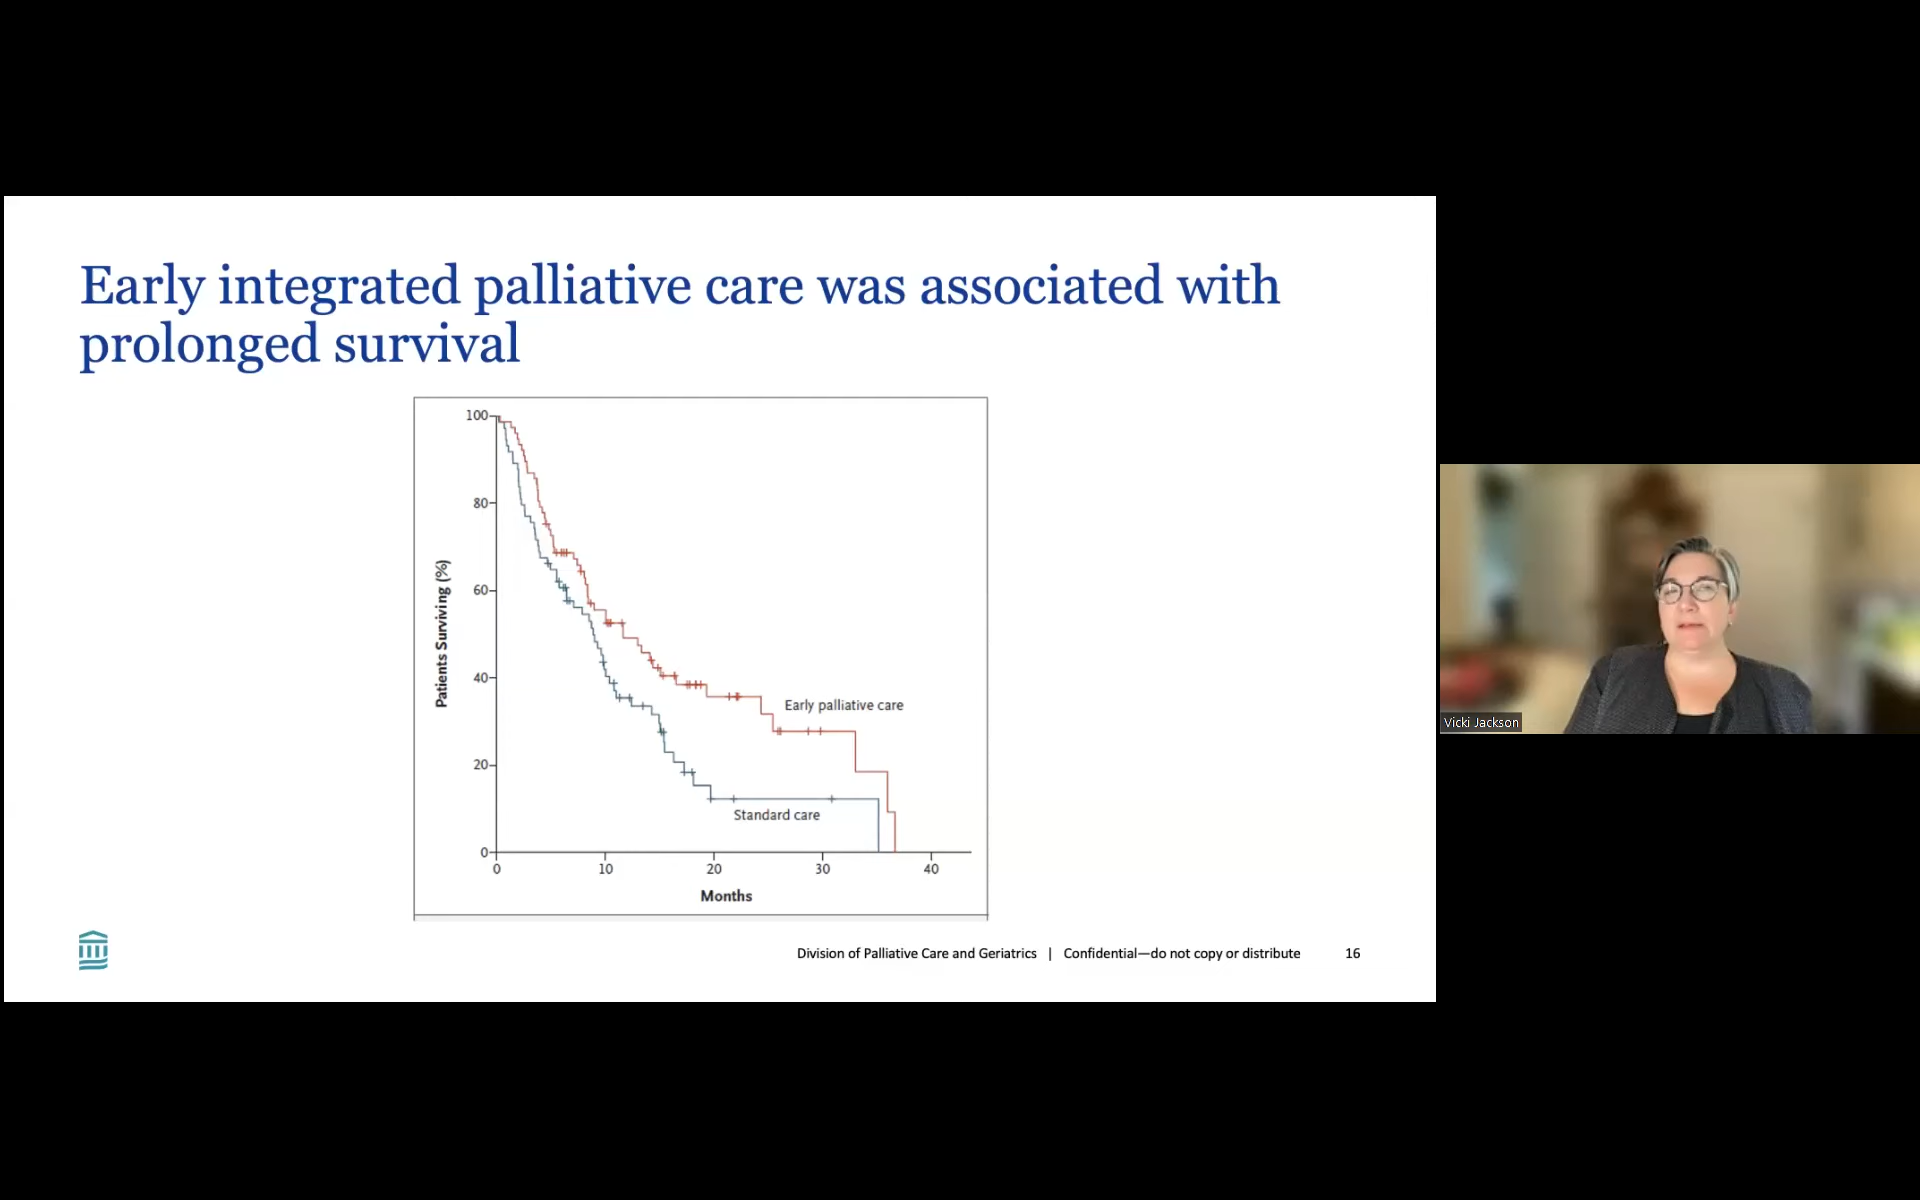 Early integrated palliative care was associated with
prolonged survival
100
80
60
40
20
0
Patients Surviving (%)
Early palliative care
Standard care
0 10 20 30 40
Months
Division of Palliative Care and Geriatrics | Confidential—do not copy or distribute 16
Vicki Jackson